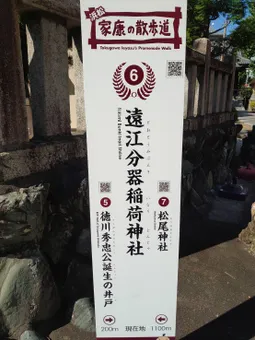 浜松
家康の散歩道
Tokugawa Ieyasu's Promenade Walk
6
遠江分器稲荷神社
5
徳川秀忠公誕生の井戸
7
松尾神社
200m
現在地
1100m